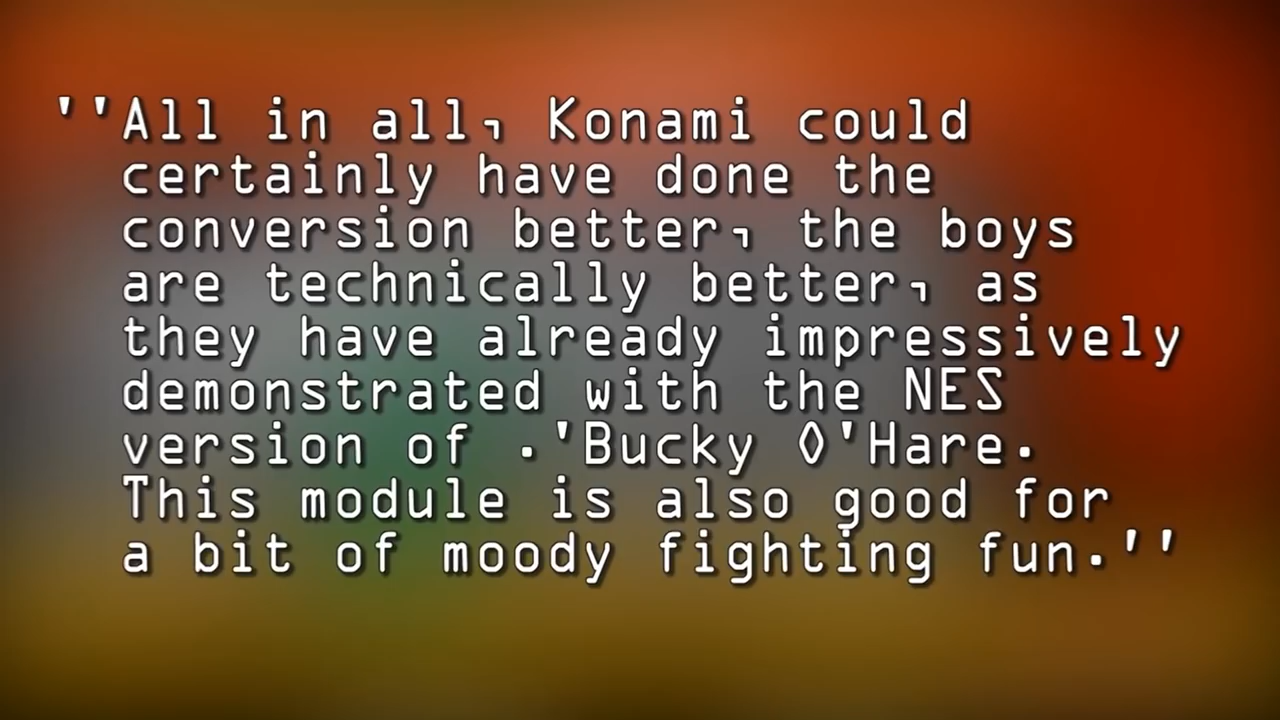 ''All in all, Konami could
certainly have done the
conversion better, the boys
are technically better, as
they have already impressively
demonstrated with the NES
version of .'Bucky O'Hare.
This module is also good for
a bit of moody fighting fun.''